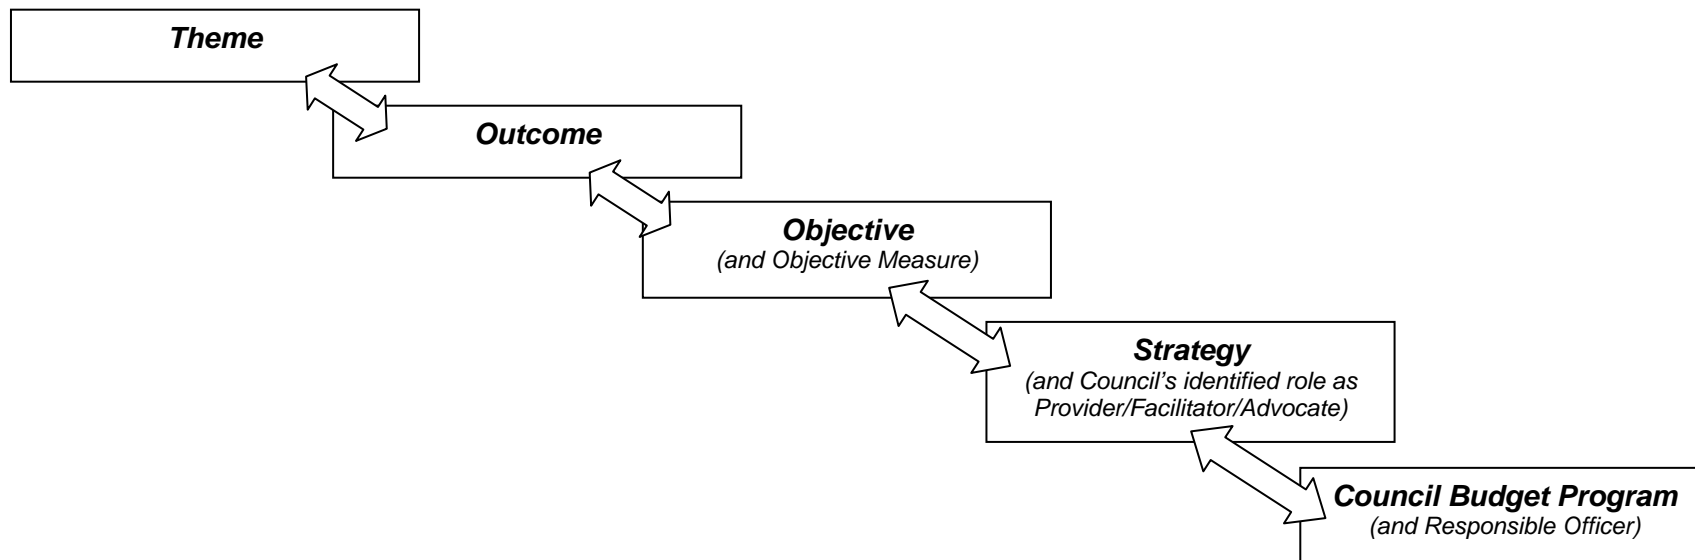 Theme
Outcome
Objective
(and Objective Measure)
Strategy
(and Council’s identified role as
Provider/Facilitator/Advocate)
Council Budget Program
(and Responsible Officer)